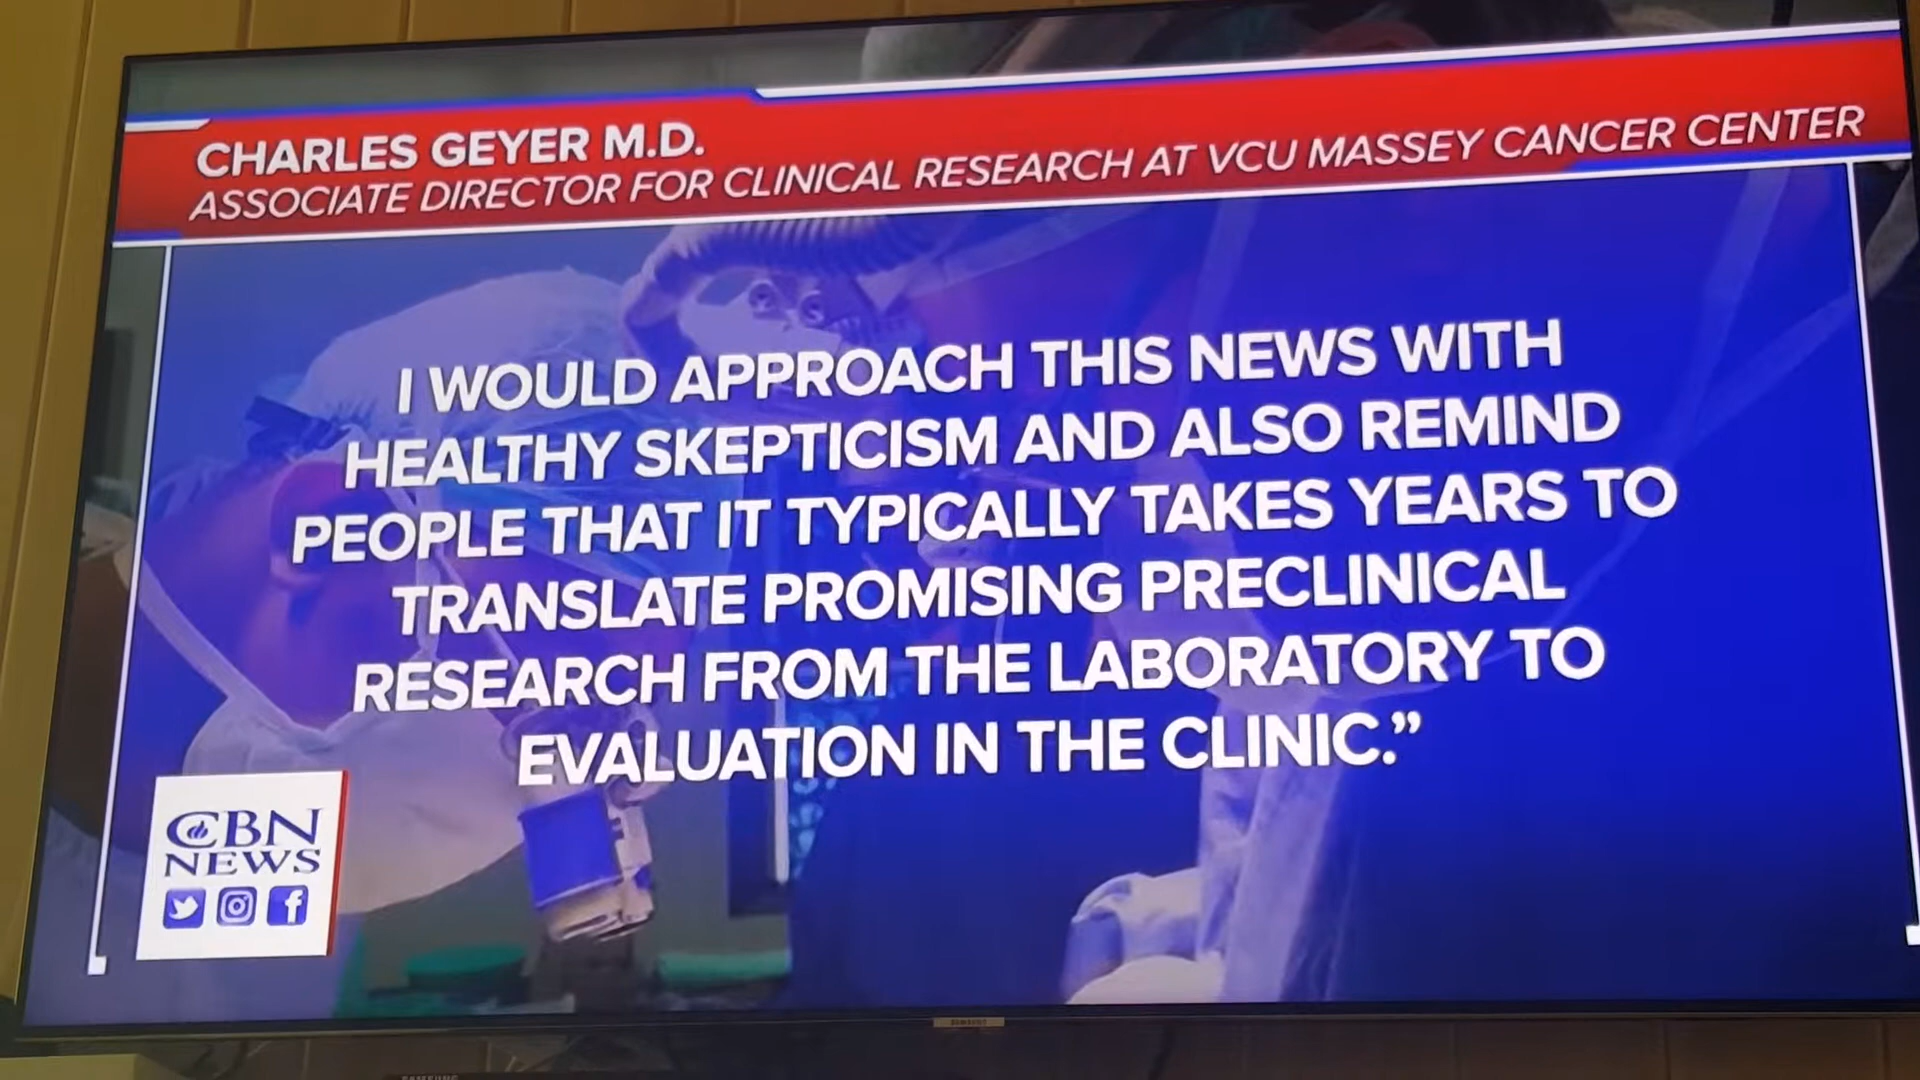 CHARLES GEYER M.D.
ASSOCIATE DIRECTOR FOR CLINICAL RESEARCH AT VCU MASSEY CANCER CENTER
I WOULD APPROACH THIS NEWS WITH
HEALTHY SKEPTICISM AND ALSO REMIND
PEOPLE THAT IT TYPICALLY TAKES YEARS TO
TRANSLATE PROMISING PRECLINICAL
RESEARCH FROM THE LABORATORY TO
EVALUATION IN THE CLINIC.”
CBN
NEWS
SAMSUNG